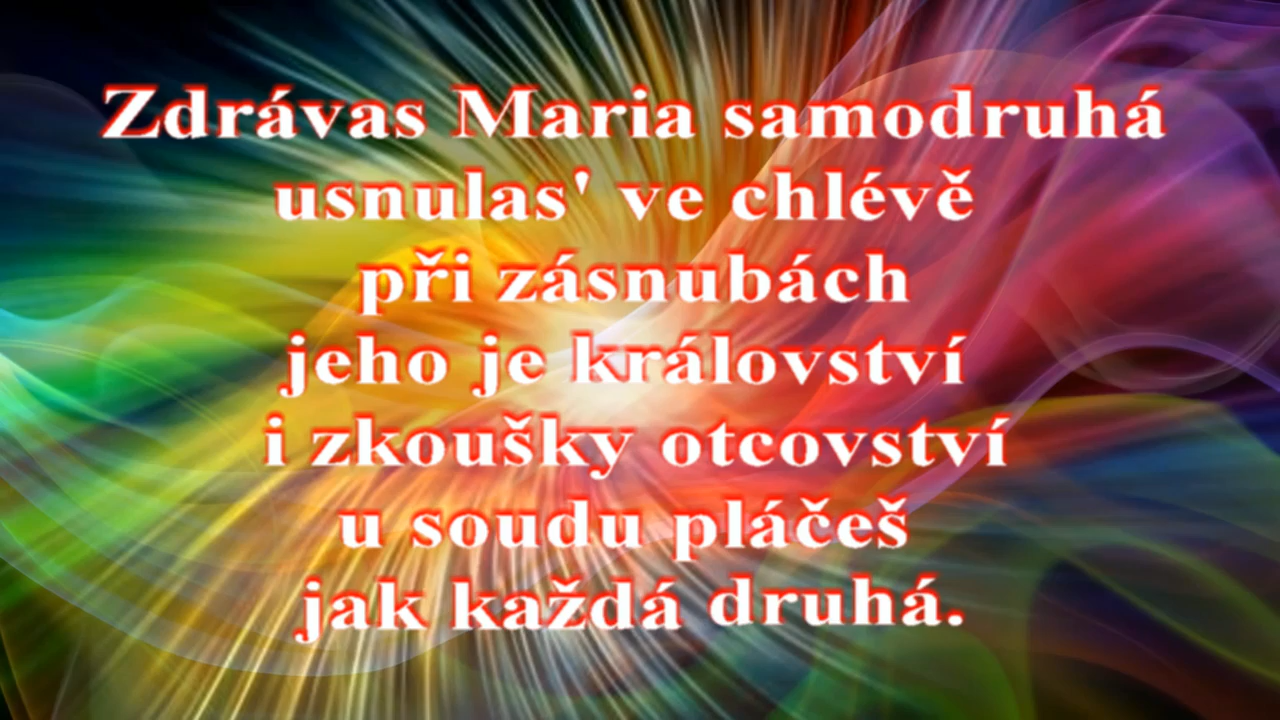 Zdrávas Maria samodruhá
usnulas' ve chlévě
při zásnubách
jeho je království
i zkoušky otcovství
u soudu pláčeš
jak každá druhá.